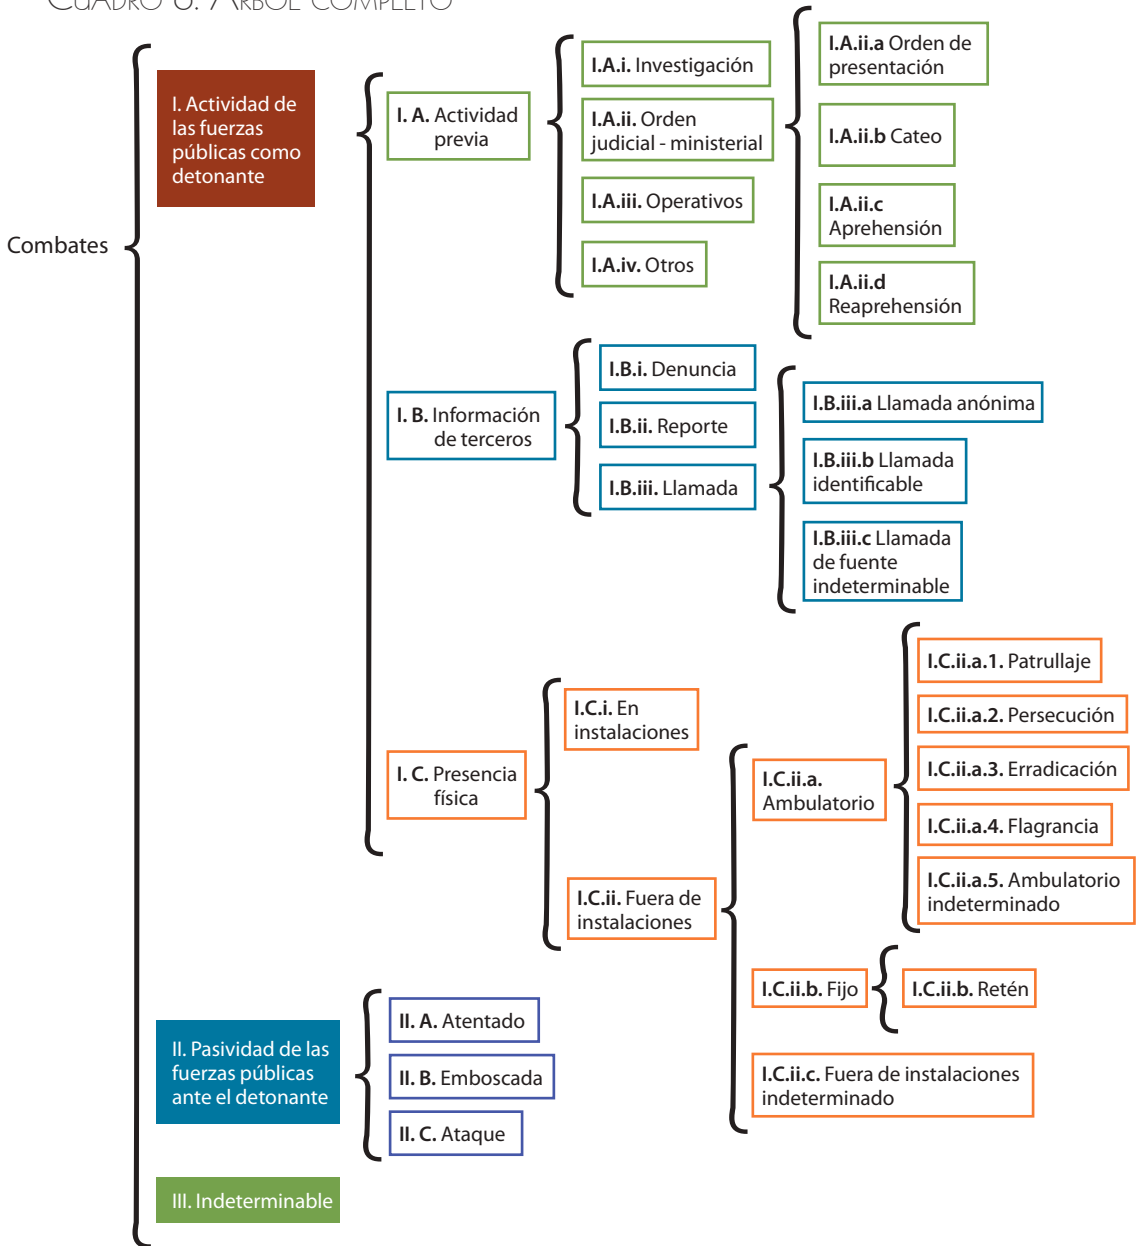 CUADRO 6. ÁRBOL COMPLETO
Combates
I. Actividad de
las fuerzas
públicas como
detonante
I. A. Actividad
previa
I.A.i. Investigación
I.A.ii. Orden
judicial - ministerial
I.A.iii. Operativos
I.A.iv. Otros
I.A.ii.a Orden de
presentación
I.A.ii.b Cateo
I.A.ii.c
Aprehensión
I.A.ii.d
Reaprehensión
I. B. Información
de terceros
I.B.i. Denuncia
I.B.ii. Reporte
I.B.iii. Llamada
I.B.iii.a Llamada anónima
I.B.iii.b Llamada
identificable
I.B.iii.c Llamada
de fuente
indeterminable
I. C. Presencia
física
I.C.i. En
instalaciones
I.C.ii. Fuera de
instalaciones
I.C.ii.a.
Ambulatorio
I.C.ii.a.1. Patrullaje
I.C.ii.a.2. Persecución
I.C.ii.a.3. Erradicación
I.C.ii.a.4. Flagrancia
I.C.ii.a.5. Ambulatorio
indeterminado
I.C.ii.b. Fijo
I.C.ii.b. Retén
I.C.ii.c. Fuera de instalaciones
indeterminado
II. Pasividad de las
fuerzas públicas
ante el detonante
II. A. Atentado
II. B. Emboscada
II. C. Ataque
III. Indeterminable